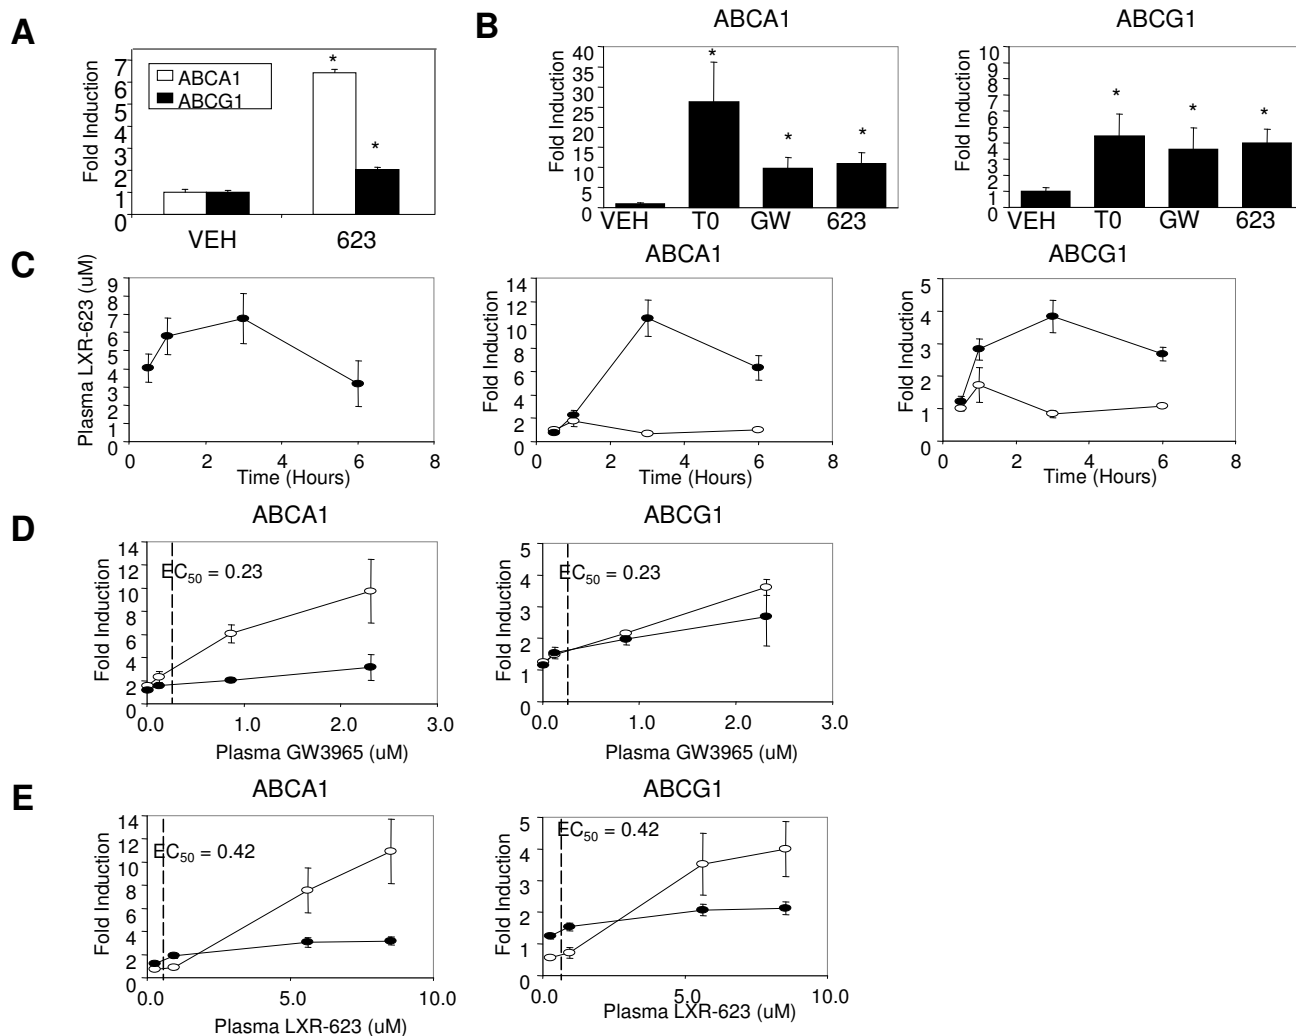 A
Fold Induction
7
6
5
4
3
2
1
0
ABCA1
ABCG1
*
*
VEH 623
B
ABCA1
Fold Induction
40
35
30
25
20
15
10
5
0
*
*
*
VEH T0 GW 623
ABCG1
Fold Induction
10
9
8
7
6
5
4
3
2
1
0
*
*
*
VEH T0 GW 623
C
Plasma LXR-623 (uM)
9
8
7
6
5
4
3
2
1
0
0 2 4 6 8
Time (Hours)
ABCA1
Fold Induction
14
12
10
8
6
4
2
0
0 2 4 6 8
Time (Hours)
ABCG1
Fold Induction
5
4
3
2
1
0
0 2 4 6 8
Time (Hours)
D
ABCA1
Fold Induction
14
12
10
8
6
4
2
0
EC50 = 0.23
0.0 1.0 2.0 3.0
Plasma GW3965 (uM)
ABCG1
Fold Induction
5
4
3
2
1
0
EC50 = 0.23
0.0 1.0 2.0 3.0
Plasma GW3965 (uM)
E
ABCA1
Fold Induction
14
12
10
8
6
4
2
0
EC50 = 0.42
0.0 5.0 10.0
Plasma LXR-623 (uM)
ABCG1
Fold Induction
5
4
3
2
1
0
EC50 = 0.42
0.0 5.0 10.0
Plasma LXR-623 (uM)